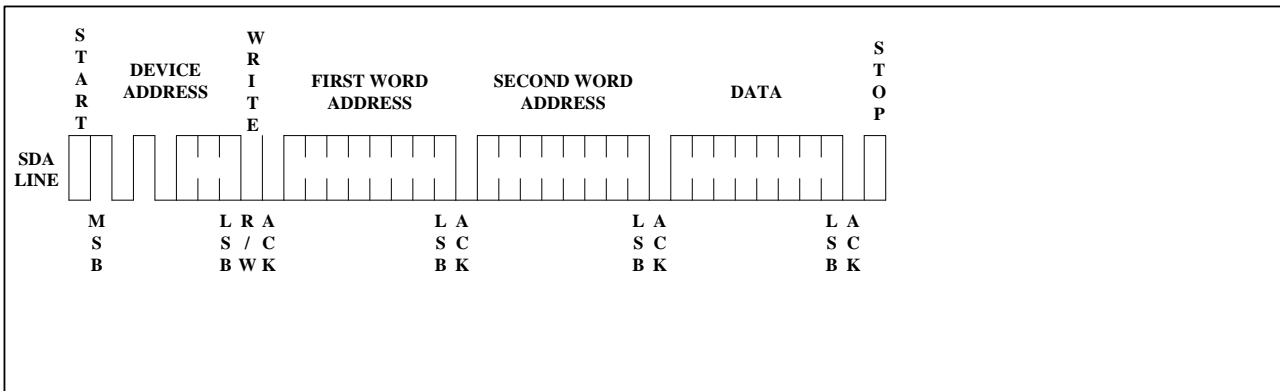 START
DEVICE
ADDRESS
WRITE
FIRST WORD
ADDRESS
SECOND WORD
ADDRESS
DATA
STOP
SDA
LINE
MSB
LSB
R/W
ACK
LSB
ACK
LSB
ACK
LSB
ACK